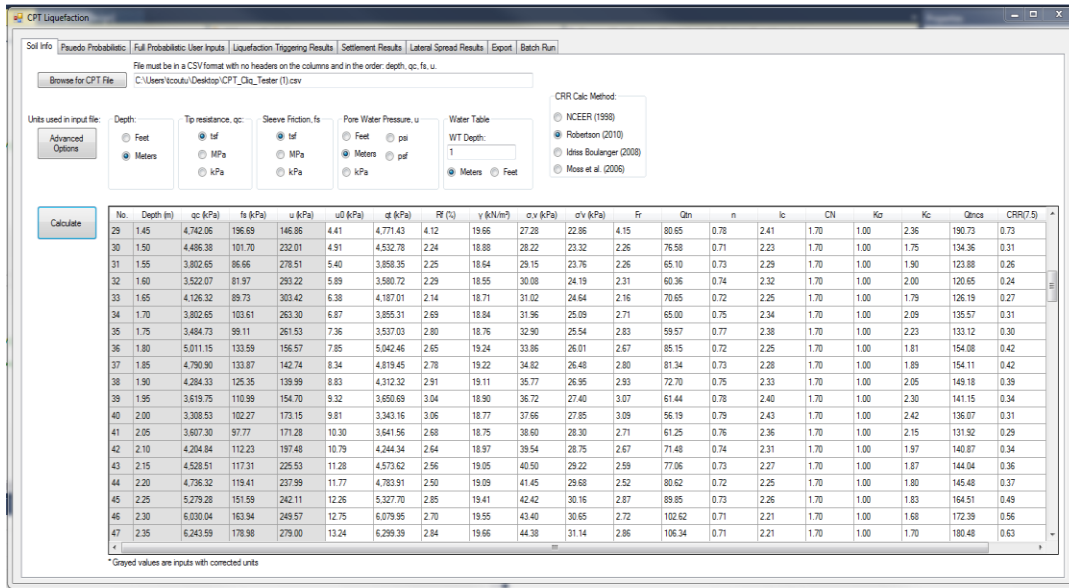 CPT Liquefaction
Soil Info Psuedo Probabilistic Full Probabilistic User Inputs Liquefaction Triggering Results Settlement Results Lateral Spread Results Export Batch Run
File must be in a CSV format with no headers on the columns and in the order: depth, qc, fs, u.
Browse for CPT File C:\Users\tcoutu\Desktop\CPT_Cliq_Tester (1).csv
CRR Calc Method:
NCEER (1998)
Robertson (2010)
Idriss Boulanger (2008)
Moss et al. (2006)
Units used in input file: Depth: Tip resistance, qc: Sleeve Friction, fs Pore Water Pressure, u Water Table
Advanced Options Feet tsf tsf Feet psi WT Depth:
Meters MPa MPa Meters psf 1
kPa kPa kPa Meters Feet
Calculate
No. Depth (m) qc (kPa) fs (kPa) u (kPa) u0 (kPa) qt (kPa) Rf (%) γ (kN/m³) σ,v (kPa) σ'v (kPa) Fr Qtn n Ic CN Kσ Kc Qtncs CRR(7.5)
29 1.45 4,742.06 196.69 146.86 4.41 4,771.43 4.12 19.66 27.28 22.86 4.15 80.65 0.78 2.41 1.70 1.00 2.36 190.73 0.73
30 1.50 4,486.38 101.70 232.01 4.91 4,532.78 2.24 18.88 28.22 23.32 2.26 76.58 0.71 2.23 1.70 1.00 1.75 134.36 0.31
31 1.55 3,802.65 86.66 278.51 5.40 3,858.35 2.25 18.64 29.15 23.76 2.26 65.10 0.73 2.29 1.70 1.00 1.90 123.88 0.26
32 1.60 3,522.07 81.97 293.22 5.89 3,580.72 2.29 18.55 30.08 24.19 2.31 60.36 0.74 2.32 1.70 1.00 2.00 120.65 0.24
33 1.65 4,126.32 89.73 303.42 6.38 4,187.01 2.14 18.71 31.02 24.64 2.16 70.65 0.72 2.25 1.70 1.00 1.79 126.19 0.27
34 1.70 3,802.65 103.61 263.30 6.87 3,855.31 2.69 18.84 31.96 25.09 2.71 65.00 0.75 2.34 1.70 1.00 2.09 135.57 0.31
35 1.75 3,484.73 99.11 261.53 7.36 3,537.03 2.80 18.76 32.90 25.54 2.83 59.57 0.77 2.38 1.70 1.00 2.23 133.12 0.30
36 1.80 5,011.15 133.59 156.57 7.85 5,042.46 2.65 19.24 33.86 26.01 2.67 85.15 0.72 2.25 1.70 1.00 1.81 154.08 0.42
37 1.85 4,790.90 133.87 142.74 8.34 4,819.45 2.78 19.22 34.82 26.48 2.80 81.34 0.73 2.28 1.70 1.00 1.89 154.11 0.42
38 1.90 4,284.33 125.35 139.99 8.83 4,312.32 2.91 19.11 35.77 26.95 2.93 72.70 0.75 2.33 1.70 1.00 2.05 149.18 0.39
39 1.95 3,619.75 110.99 154.70 9.32 3,650.69 3.04 18.90 36.72 27.40 3.07 61.44 0.78 2.40 1.70 1.00 2.30 141.15 0.34
40 2.00 3,308.53 102.27 173.15 9.81 3,343.16 3.06 18.77 37.66 27.85 3.09 56.19 0.79 2.43 1.70 1.00 2.42 136.07 0.31
41 2.05 3,607.30 97.77 171.28 10.30 3,641.56 2.68 18.75 38.60 28.30 2.71 61.25 0.76 2.36 1.70 1.00 2.15 131.92 0.29
42 2.10 4,204.84 112.23 197.48 10.79 4,244.34 2.64 18.97 39.54 28.75 2.67 71.48 0.74 2.31 1.70 1.00 1.97 140.87 0.34
43 2.15 4,528.51 117.31 225.53 11.28 4,573.62 2.56 19.05 40.50 29.22 2.59 77.06 0.73 2.27 1.70 1.00 1.87 144.04 0.36
44 2.20 4,736.32 119.41 237.99 11.77 4,783.91 2.50 19.09 41.45 29.68 2.52 80.62 0.72 2.25 1.70 1.00 1.80 145.48 0.37
45 2.25 5,279.28 151.59 242.11 12.26 5,327.70 2.85 19.41 42.42 30.16 2.87 89.85 0.73 2.26 1.70 1.00 1.83 164.51 0.49
46 2.30 6,030.04 163.94 249.57 12.75 6,079.95 2.70 19.55 43.40 30.65 2.72 102.62 0.71 2.21 1.70 1.00 1.68 172.39 0.56
47 2.35 6,243.59 178.98 279.00 13.24 6,299.39 2.84 19.66 44.38 31.14 2.86 106.34 0.71 2.21 1.70 1.00 1.70 180.48 0.63
* Grayed values are inputs with corrected units